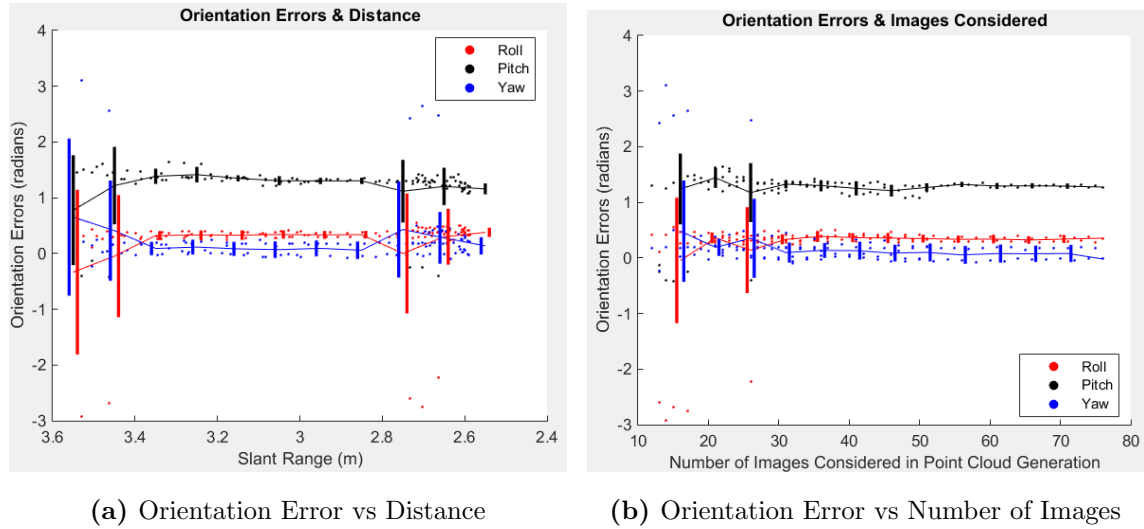 Orientation Errors & Distance
4
3
2
1
0
-1
-2
-3
Orientation Errors (radians)
Roll
Pitch
Yaw
3.6
3.4
3.2
3
2.8
2.6
2.4
Slant Range (m)
(a) Orientation Error vs Distance
Orientation Errors & Images Considered
4
3
2
1
0
-1
-2
-3
Orientation Errors (radians)
Roll
Pitch
Yaw
10
20
30
40
50
60
70
80
Number of Images Considered in Point Cloud Generation
(b) Orientation Error vs Number of Images